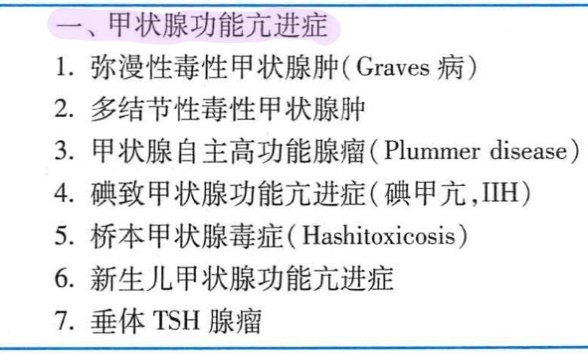 一、甲状腺功能亢进症
1. 弥漫性毒性甲状腺肿(Graves 病)
2. 多结节性毒性甲状腺肿
3. 甲状腺自主高功能腺瘤(Plummer disease)
4. 碘致甲状腺功能亢进症(碘甲亢,IIH)
5. 桥本甲状腺毒症(Hashitoxicosis)
6. 新生儿甲状腺功能亢进症
7. 垂体 TSH 腺瘤